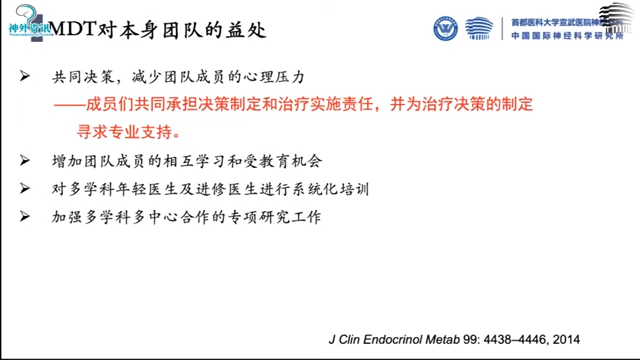 神外资讯
MDT对本身团队的益处
首都医科大学宣武医院神经外科
中国国际神经科学研究所
共同决策，减少团队成员的心理压力
——成员们共同承担决策制定和治疗实施责任，并为治疗决策的制定
寻求专业支持。
增加团队成员的相互学习和受教育机会
对多学科年轻医生及进修医生进行系统化培训
加强多学科多中心合作的专项研究工作
J Clin Endocrinol Metab 99: 4438–4446, 2014